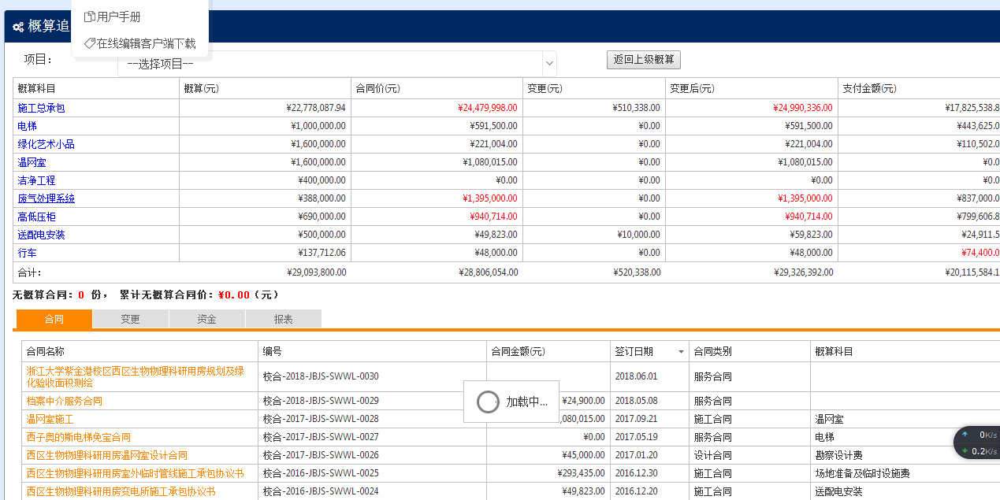 用户手册
概算追
在线编辑客户端下载
项目:
--选择项目--
返回上级概算
概算科目 概算(元) 合同价(元) 变更(元) 变更后(元) 支付金额(元)
施工总承包 ¥22,778,087.94 ¥24,479,998.00 ¥510,338.00 ¥24,990,336.00 ¥17,825,538.8
电梯 ¥1,000,000.00 ¥591,500.00 ¥0.00 ¥591,500.00 ¥443,625.0
绿化艺术小品 ¥1,600,000.00 ¥221,004.00 ¥0.00 ¥221,004.00 ¥110,502.0
温网室 ¥1,600,000.00 ¥1,080,015.00 ¥0.00 ¥1,080,015.00 ¥0.0
洁净工程 ¥400,000.00 ¥0.00 ¥0.00 ¥0.00 ¥0.0
废气处理系统 ¥388,000.00 ¥1,395,000.00 ¥0.00 ¥1,395,000.00 ¥837,000.0
高低压柜 ¥690,000.00 ¥940,714.00 ¥0.00 ¥940,714.00 ¥799,606.8
送配电安装 ¥500,000.00 ¥49,823.00 ¥10,000.00 ¥59,823.00 ¥24,911.5
行车 ¥137,712.06 ¥48,000.00 ¥0.00 ¥48,000.00 ¥74,400.0
合计: ¥29,093,800.00 ¥28,806,054.00 ¥520,338.00 ¥29,326,392.00 ¥20,115,584.1
无概算合同: 0 份， 累计无概算合同价: ¥0.00 (元)
合同 变更 资金 报表
合同名称 编号 合同金额(元) 签订日期 合同类别 概算科目
浙江大学紫金港校区西区生物物理科研用房规划及绿
化验收面积测绘 校合-2018-JBJS-SWWL-0030 2018.06.01 服务合同
档案中介服务合同 校合-2018-JBJS-SWWL-0029 ¥24,900.00 2018.05.08 服务合同
加载中...
温网室施工 校合-2017-JBJS-SWWL-0028 ,080,015.00 2017.09.21 施工合同 温网室
西子奥的斯电梯免宝合同 校合-2017-JBJS-SWWL-0027 ¥0.00 2017.05.19 服务合同 电梯
0K/s
西区生物物理科研用房温网室设计合同 校合-2017-JBJS-SWWL-0026 ¥45,000.00 2017.01.20 设计合同 勘察设计费
0.2K/s
西区生物物理科研用房室外临时管线施工承包协议书 校合-2016-JBJS-SWWL-0025 ¥293,435.00 2016.12.30 施工合同 场地准备及临时设施费
西区生物物理科研用房变电所施工承包协议书 校合-2016-JBJS-SWWL-0024 ¥49,823.00 2016.12.20 施工合同 送配电安装